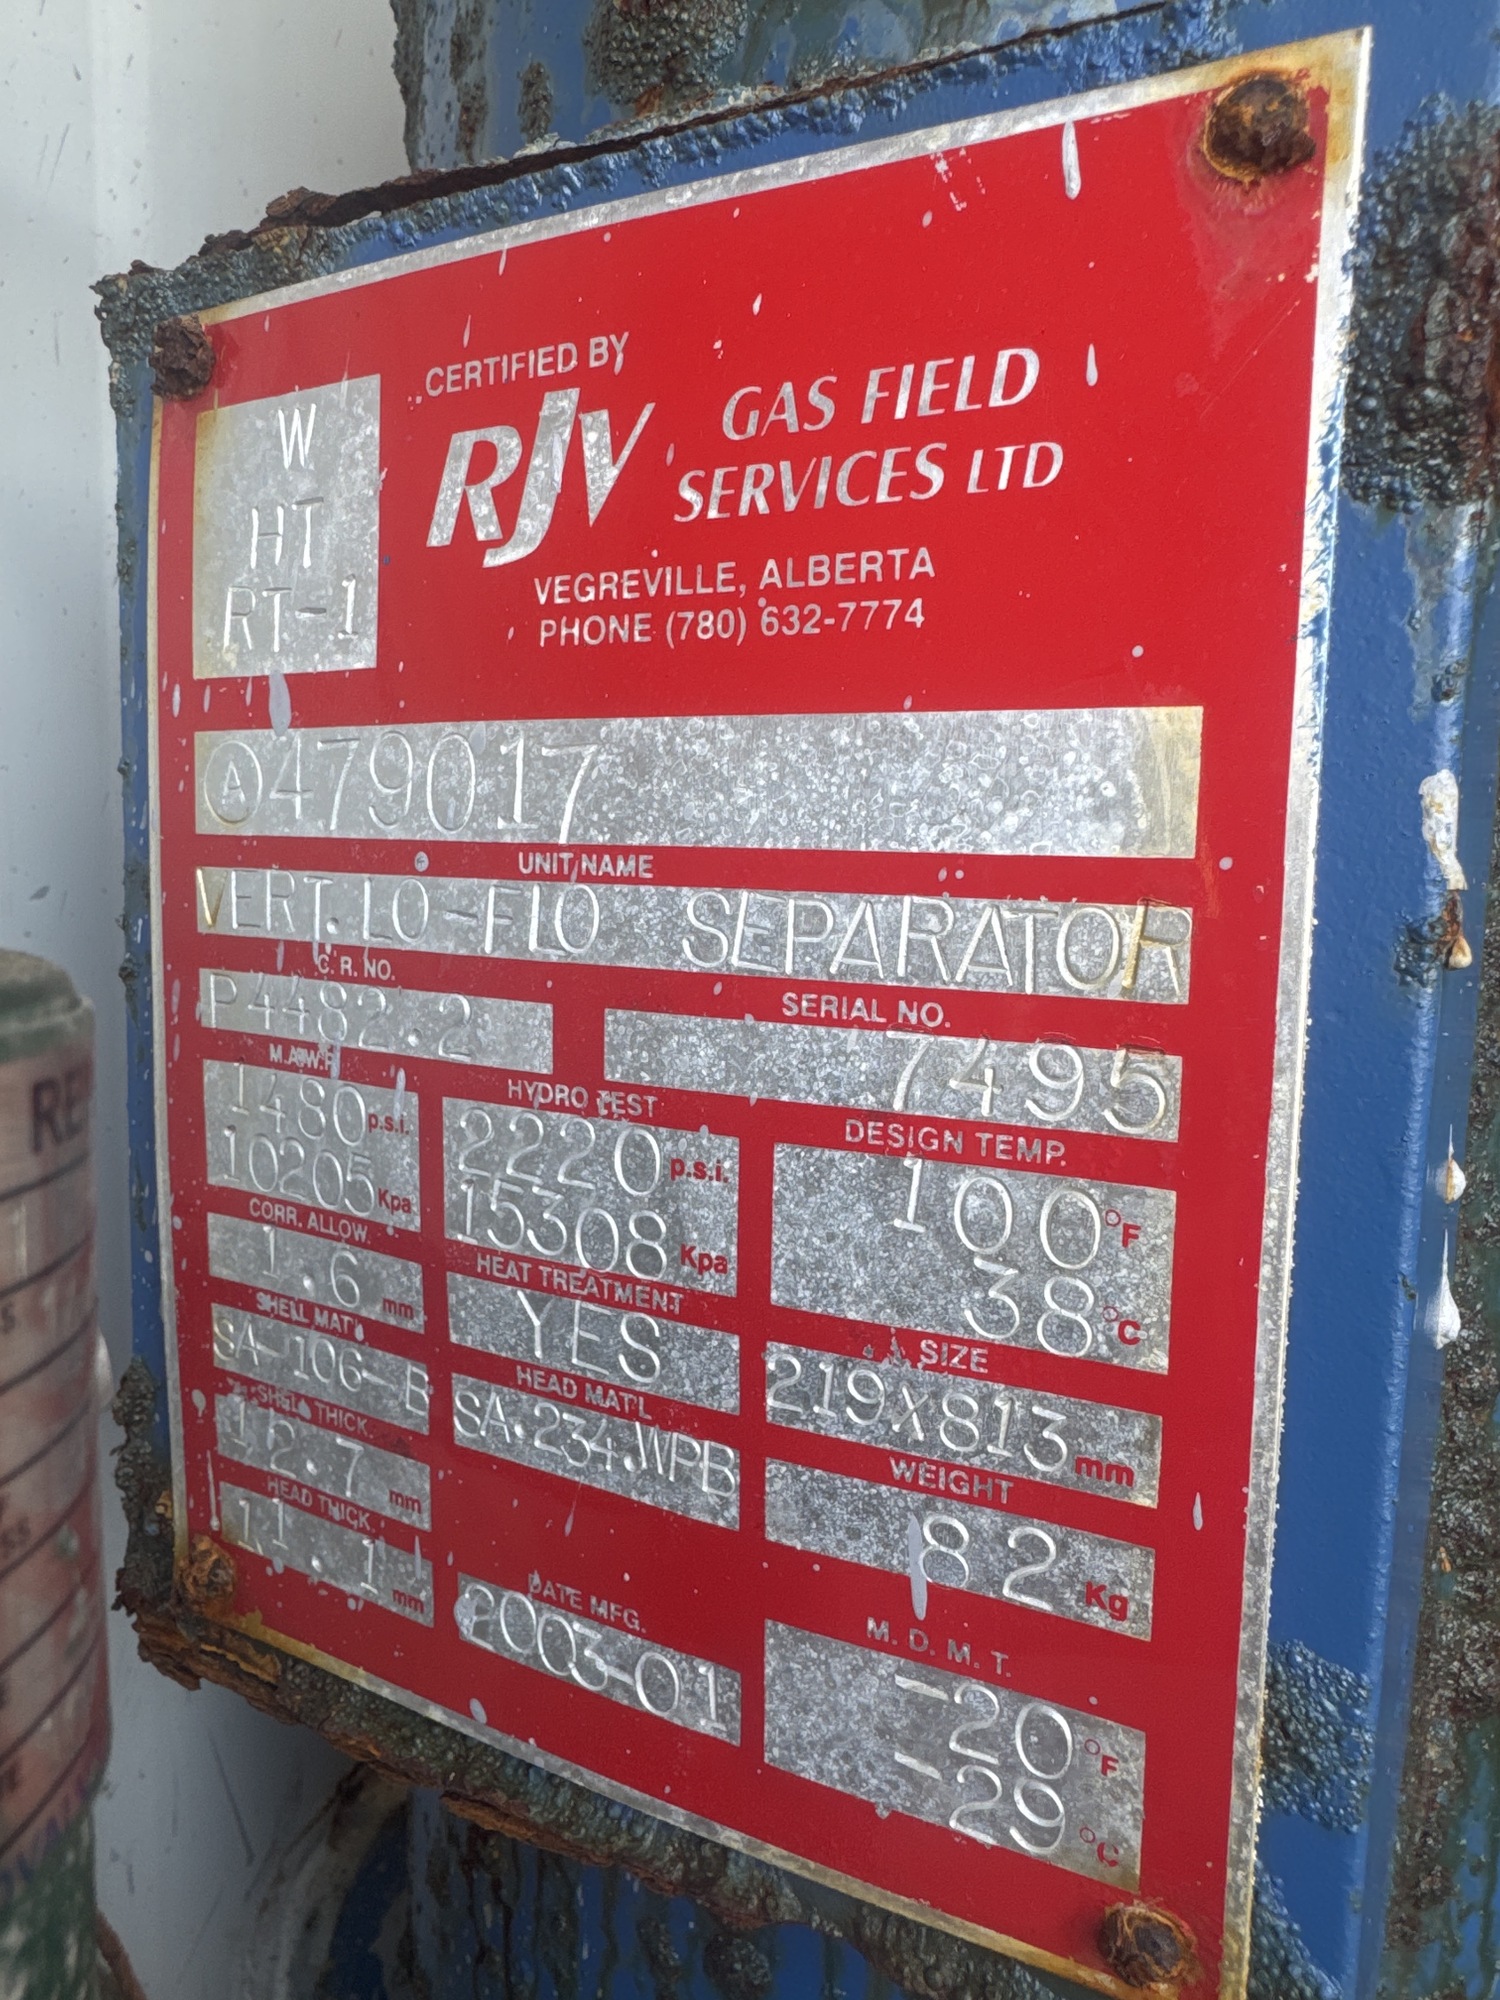 W
HT
RT-1
CERTIFIED BY
RJV GAS FIELD
SERVICES LTD
VEGREVILLE, ALBERTA
PHONE (780) 632-7774
Ⓐ479017
UNIT NAME
VERT. LO-FLO SEPARATOR
C. R. NO.
P4482.2
SERIAL NO.
7495
M.A.W.P.
1480 p.s.i.
10205 Kpa
HYDRO TEST
2220 p.s.i.
15308 Kpa
DESIGN TEMP.
100 °F
38 °C
CORR. ALLOW.
1.6 mm
HEAT TREATMENT
YES
SIZE
219X813 mm
SHELL MAT'L
SA-106-B
HEAD MAT'L
SA.234.WPB
WEIGHT
82 Kg
SHELL THICK.
12.7 mm
HEAD THICK.
11.1 mm
DATE MFG.
2003-01
M. D. M. T.
-20 °F
-29 °C